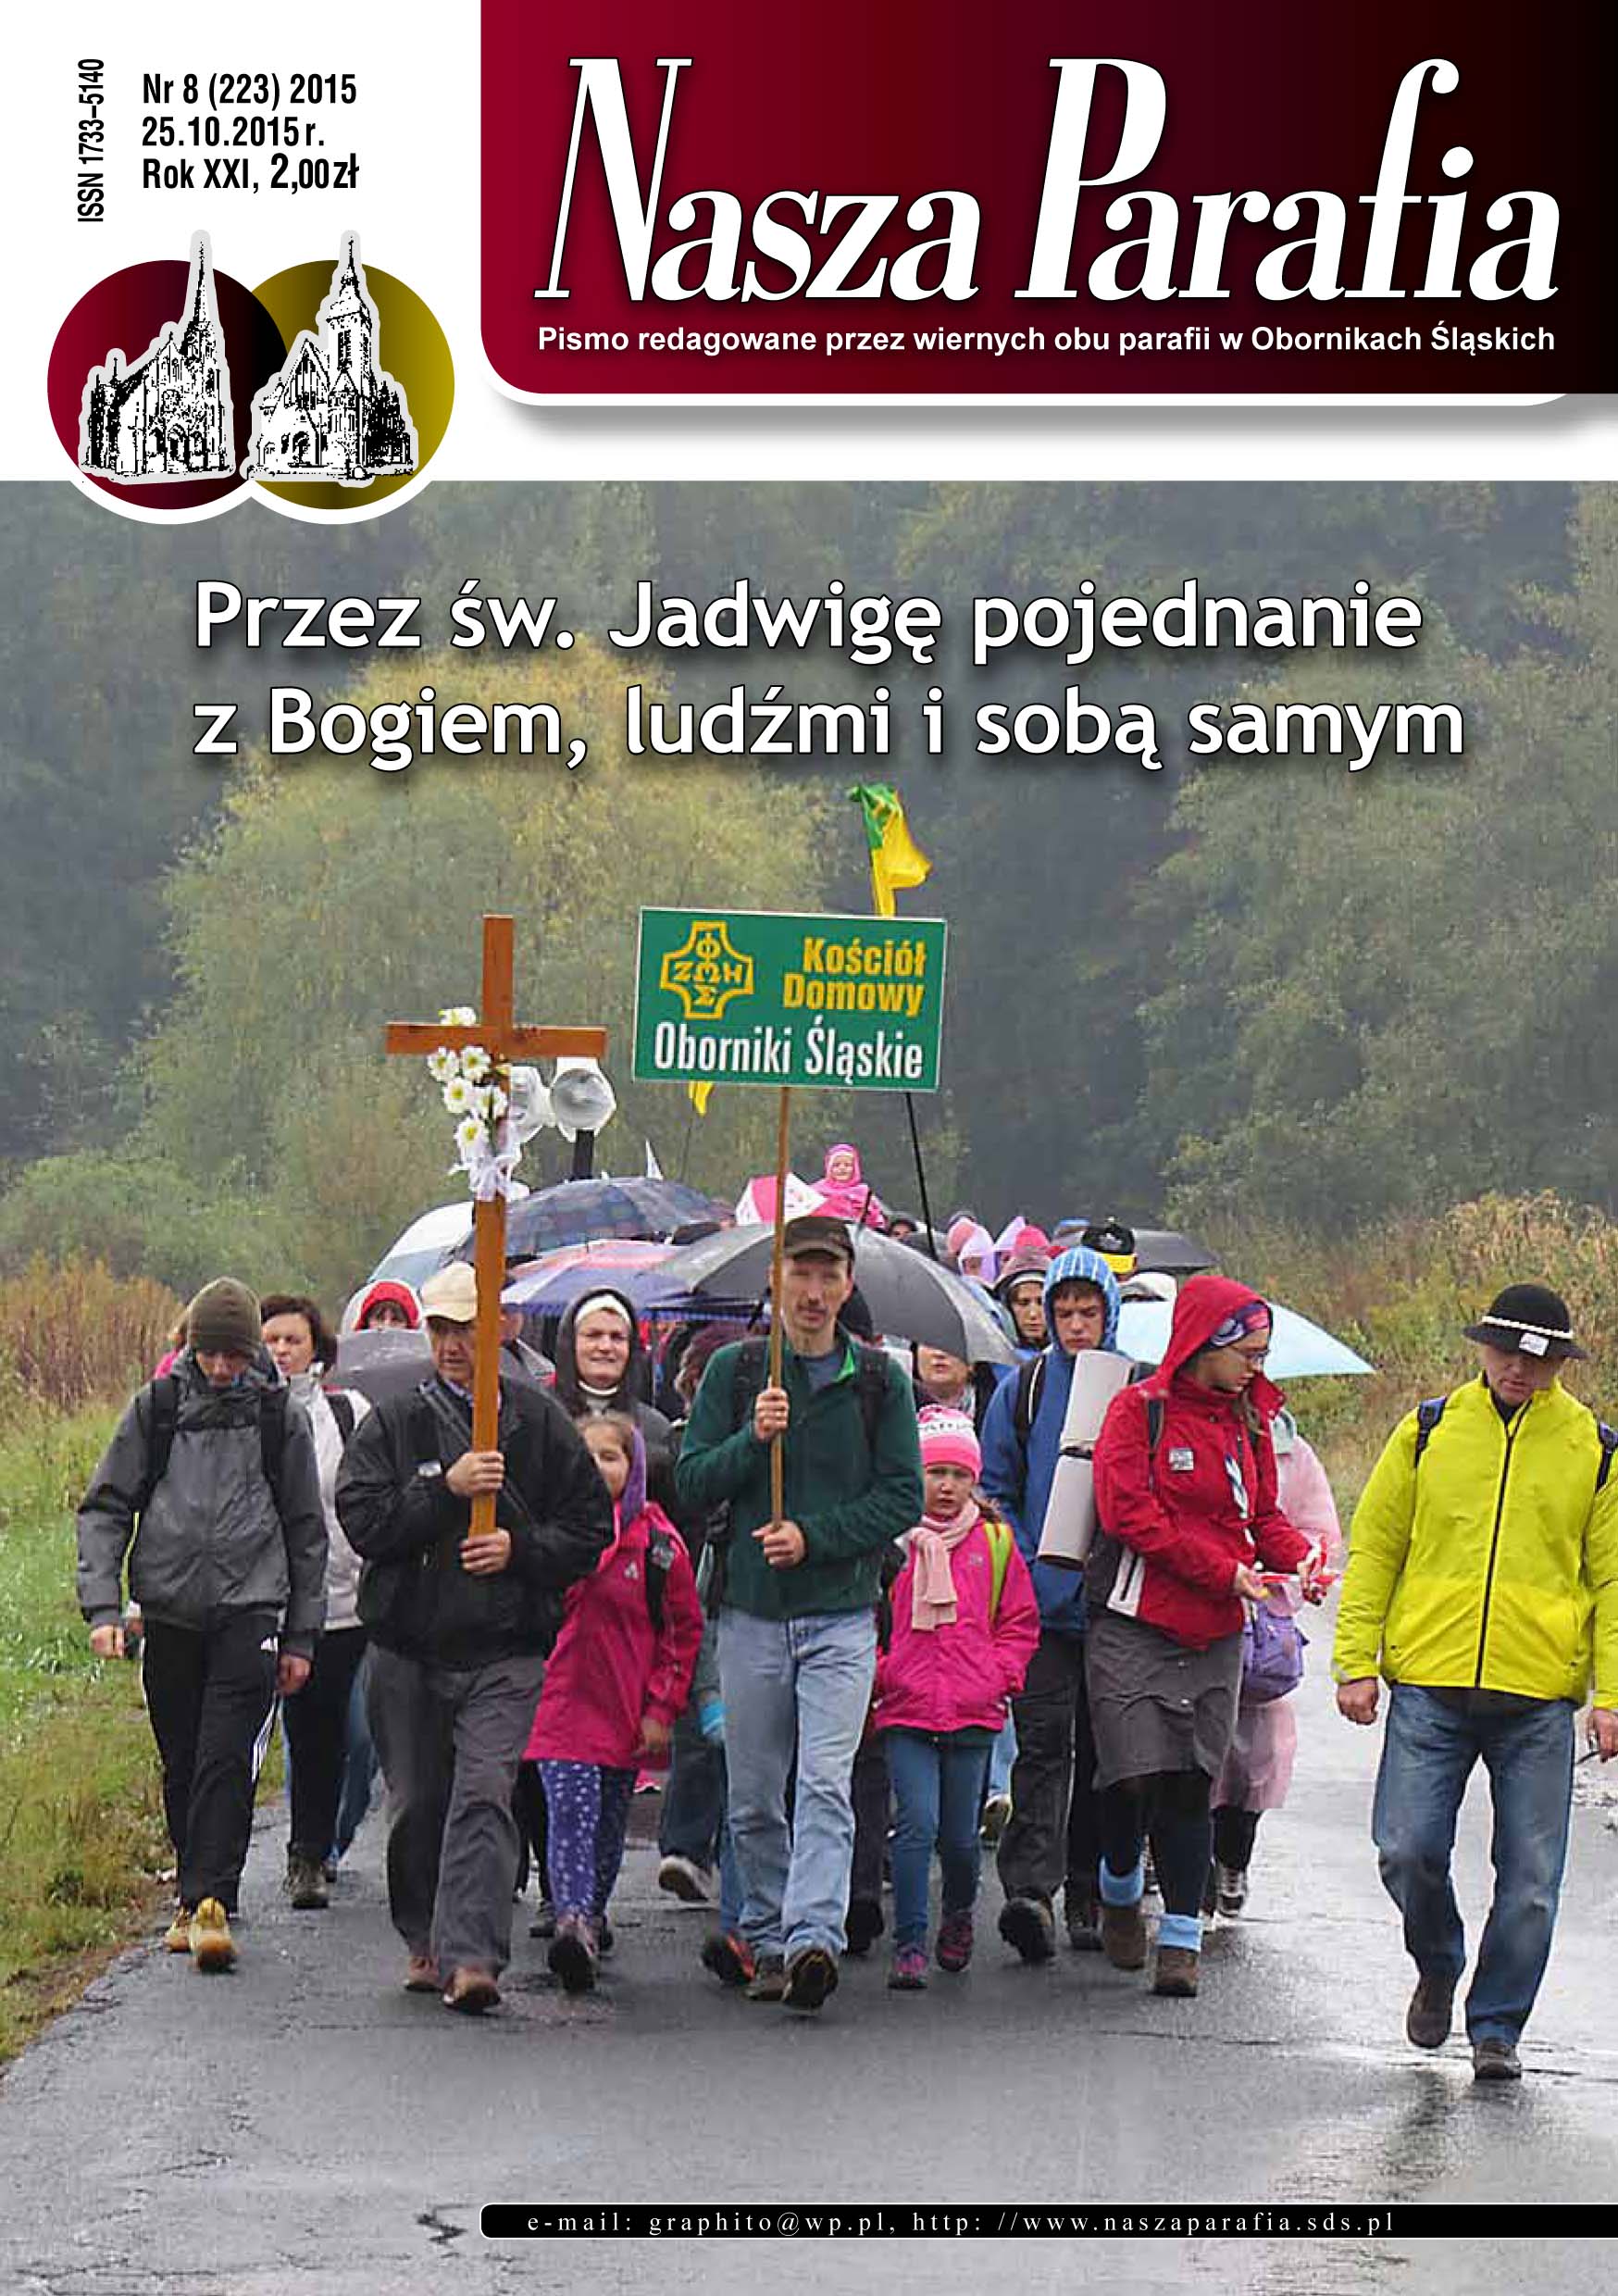 ISSN 1733–5140
Nr 8 (223) 2015
25.10.2015 r.
Rok XXI, 2,00 zł
Nasza Parafia
Pismo redagowane przez wiernych obu parafii w Obornikach Śląskich
Przez św. Jadwigę pojednanie
z Bogiem, ludźmi i sobą samym
Φ
ΖΩΗ
Σ
Kościół
Domowy
Oborniki Śląskie
e-mail: graphito@wp.pl, http: //www.naszaparafia.sds.pl